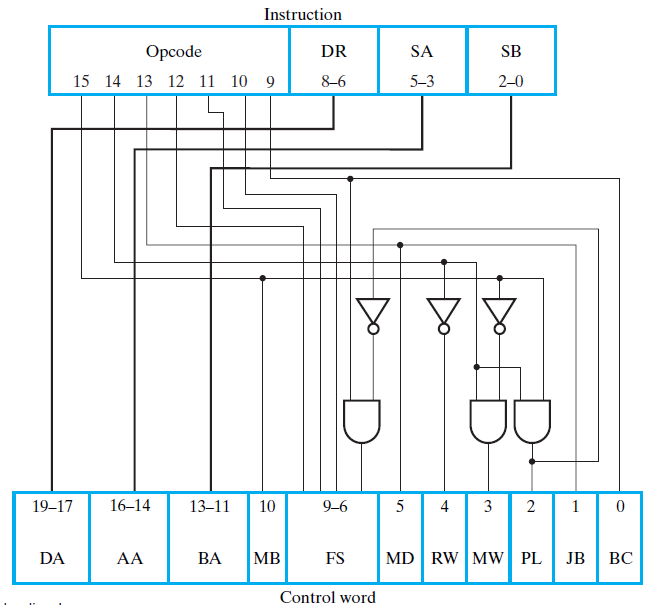 Instruction
Opcode DR SA SB
15 14 13 12 11 10 9 8–6 5–3 2–0
19–17 16–14 13–11 10 9–6 5 4 3 2 1 0
DA AA BA MB FS MD RW MW PL JB BC
Control word